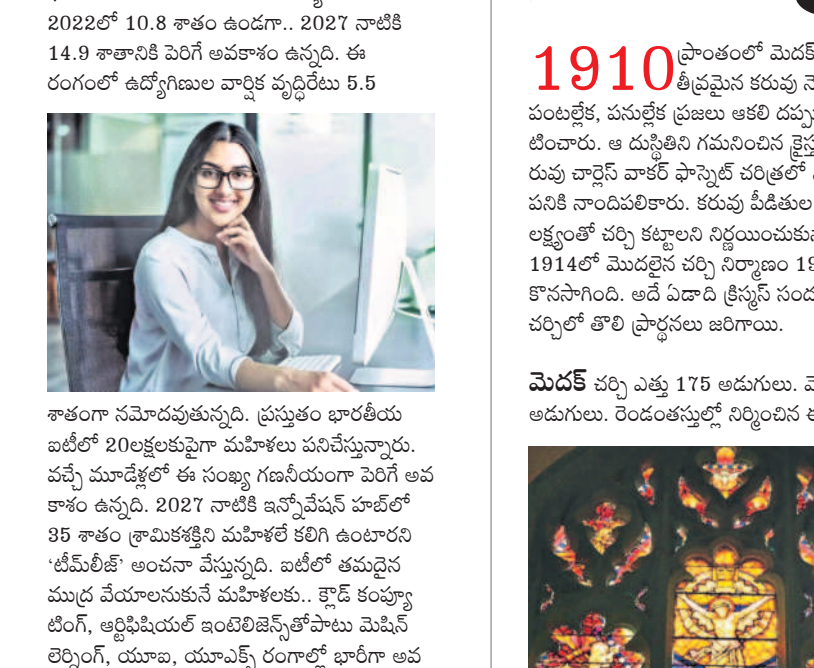 2022లో 10.8 శాతం ఉండగా.. 2027 నాటికి
14.9 శాతానికి పెరిగే అవకాశం ఉన్నది. ఈ
రంగంలో ఉద్యోగిణుల వార్షిక వృద్ధిరేటు 5.5
శాతంగా నమోదవుతున్నది. ప్రస్తుతం భారతీయ
ఐటీలో 20లక్షలకుపైగా మహిళలు పనిచేస్తున్నారు.
వచ్చే మూడేళ్లలో ఈ సంఖ్య గణనీయంగా పెరిగే అవ
కాశం ఉన్నది. 2027 నాటికి ఇన్నోవేషన్ హబ్‌లో
35 శాతం శ్రామికశక్తిని మహిళలే కలిగి ఉంటారని
‘టీమ్‌లీజ్’ అంచనా వేస్తున్నది. ఐటీలో తమదైన
ముద్ర వేయాలనుకునే మహిళలకు.. క్లౌడ్ కంప్యూ
టింగ్, ఆర్టిఫిషియల్ ఇంటెలిజెన్స్‌తోపాటు మెషిన్
లెర్నింగ్, యూఐ, యూఎక్స్ రంగాల్లో భారీగా అవ
1910 ప్రాంతంలో మెదక్
తీవ్రమైన కరువు
పంటల్లేక, పనుల్లేక ప్రజలు ఆకలి
టించారు. ఆ దుస్థితిని గమనించిన
రువు చార్లెస్ వాకర్ ఫాస్నెట్ చరిత్రలో
పనికి నాందిపలికారు. కరువు పీడితుల
లక్ష్యంతో చర్చి కట్టాలని
1914లో మొదలైన చర్చి నిర్మాణం
కొనసాగింది. అదే ఏడాది క్రిస్మస్
చర్చిలో తొలి ప్రార్థనలు జరిగాయి.
మెదక్ చర్చి ఎత్తు 175 అడుగులు.
అడుగులు. రెండంతస్తుల్లో నిర్మించిన